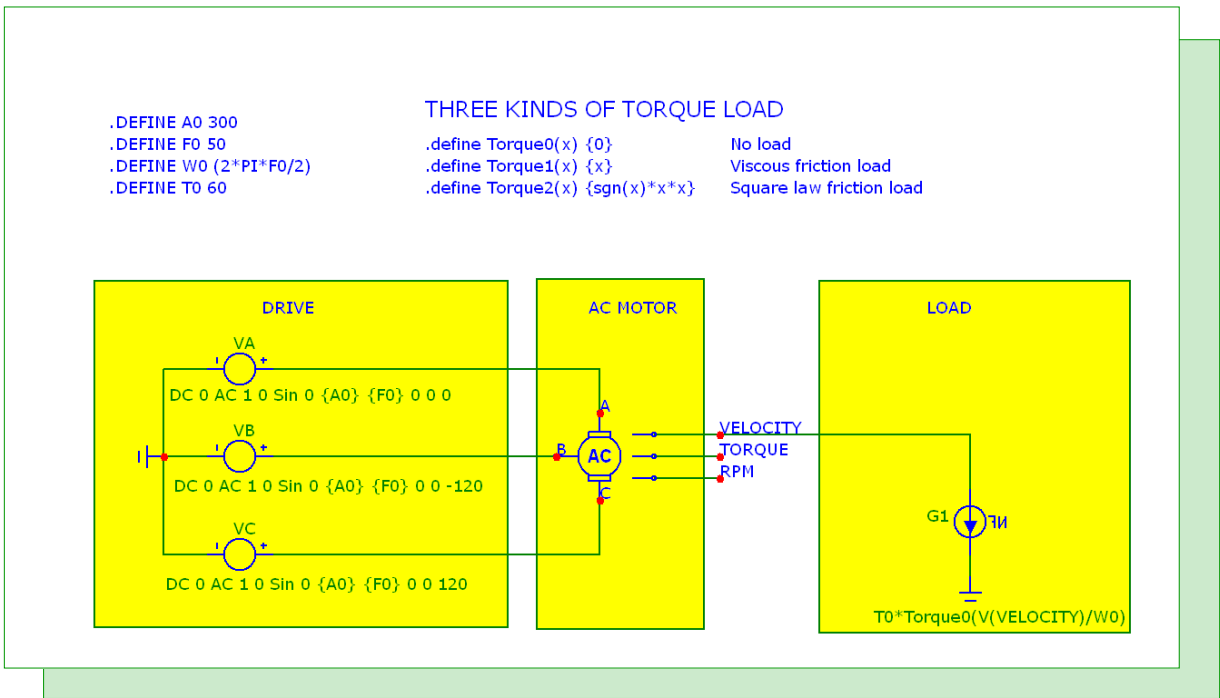 THREE KINDS OF TORQUE LOAD
.DEFINE A0 300
.DEFINE F0 50
.DEFINE W0 (2*PI*F0/2)
.DEFINE T0 60
.define Torque0(x) {0} No load
.define Torque1(x) {x} Viscous friction load
.define Torque2(x) {sgn(x)*x*x} Square law friction load
DRIVE
VA
- +
DC 0 AC 1 0 Sin 0 {A0} {F0} 0 0 0
VB
- +
DC 0 AC 1 0 Sin 0 {A0} {F0} 0 0 -120
VC
- +
DC 0 AC 1 0 Sin 0 {A0} {F0} 0 0 120
AC MOTOR
A
B
AC
C
VELOCITY
TORQUE
RPM
LOAD
G1
NF
T0*Torque0(V(VELOCITY)/W0)